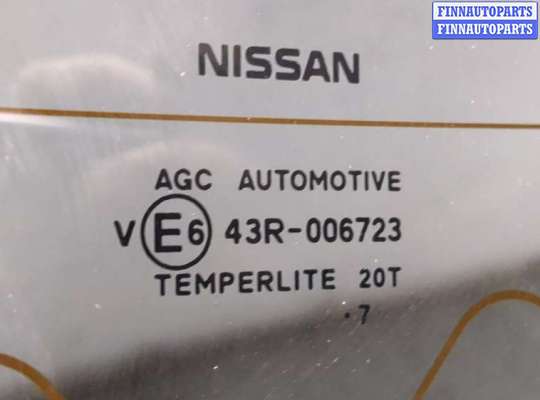 FINNAUTOPARTS
FINNAUTOPARTS
NISSAN
AGC AUTOMOTIVE
V E6 43R-006723
TEMPERLITE 20T
.7